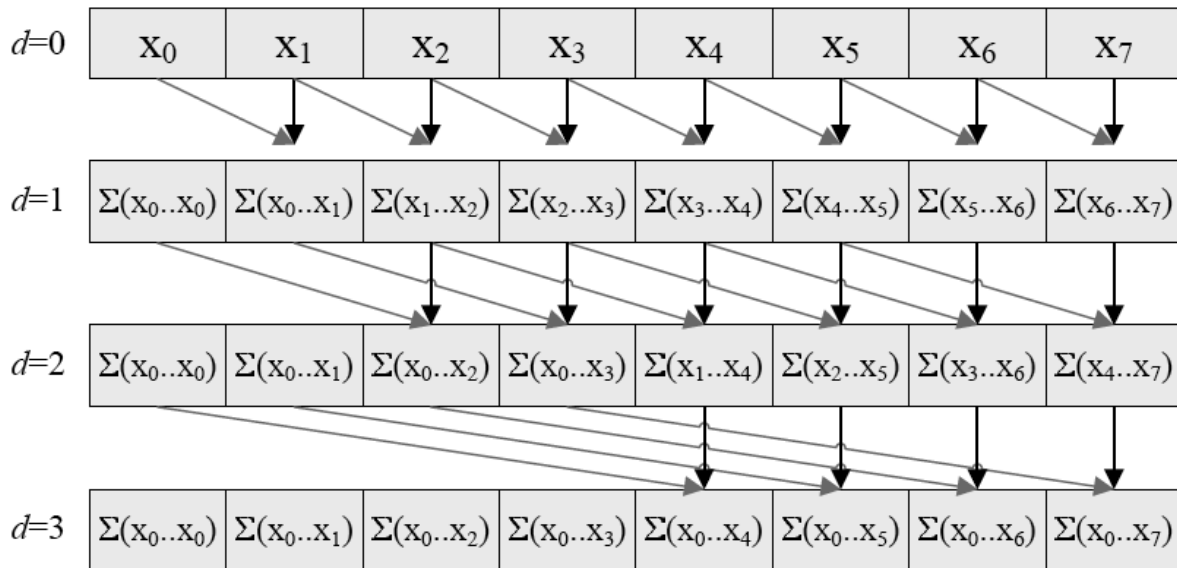 d=0 x₀ x₁ x₂ x₃ x₄ x₅ x₆ x₇
d=1 Σ(x₀..x₀) Σ(x₀..x₁) Σ(x₁..x₂) Σ(x₂..x₃) Σ(x₃..x₄) Σ(x₄..x₅) Σ(x₅..x₆) Σ(x₆..x₇)
d=2 Σ(x₀..x₀) Σ(x₀..x₁) Σ(x₀..x₂) Σ(x₀..x₃) Σ(x₁..x₄) Σ(x₂..x₅) Σ(x₃..x₆) Σ(x₄..x₇)
d=3 Σ(x₀..x₀) Σ(x₀..x₁) Σ(x₀..x₂) Σ(x₀..x₃) Σ(x₀..x₄) Σ(x₀..x₅) Σ(x₀..x₆) Σ(x₀..x₇)